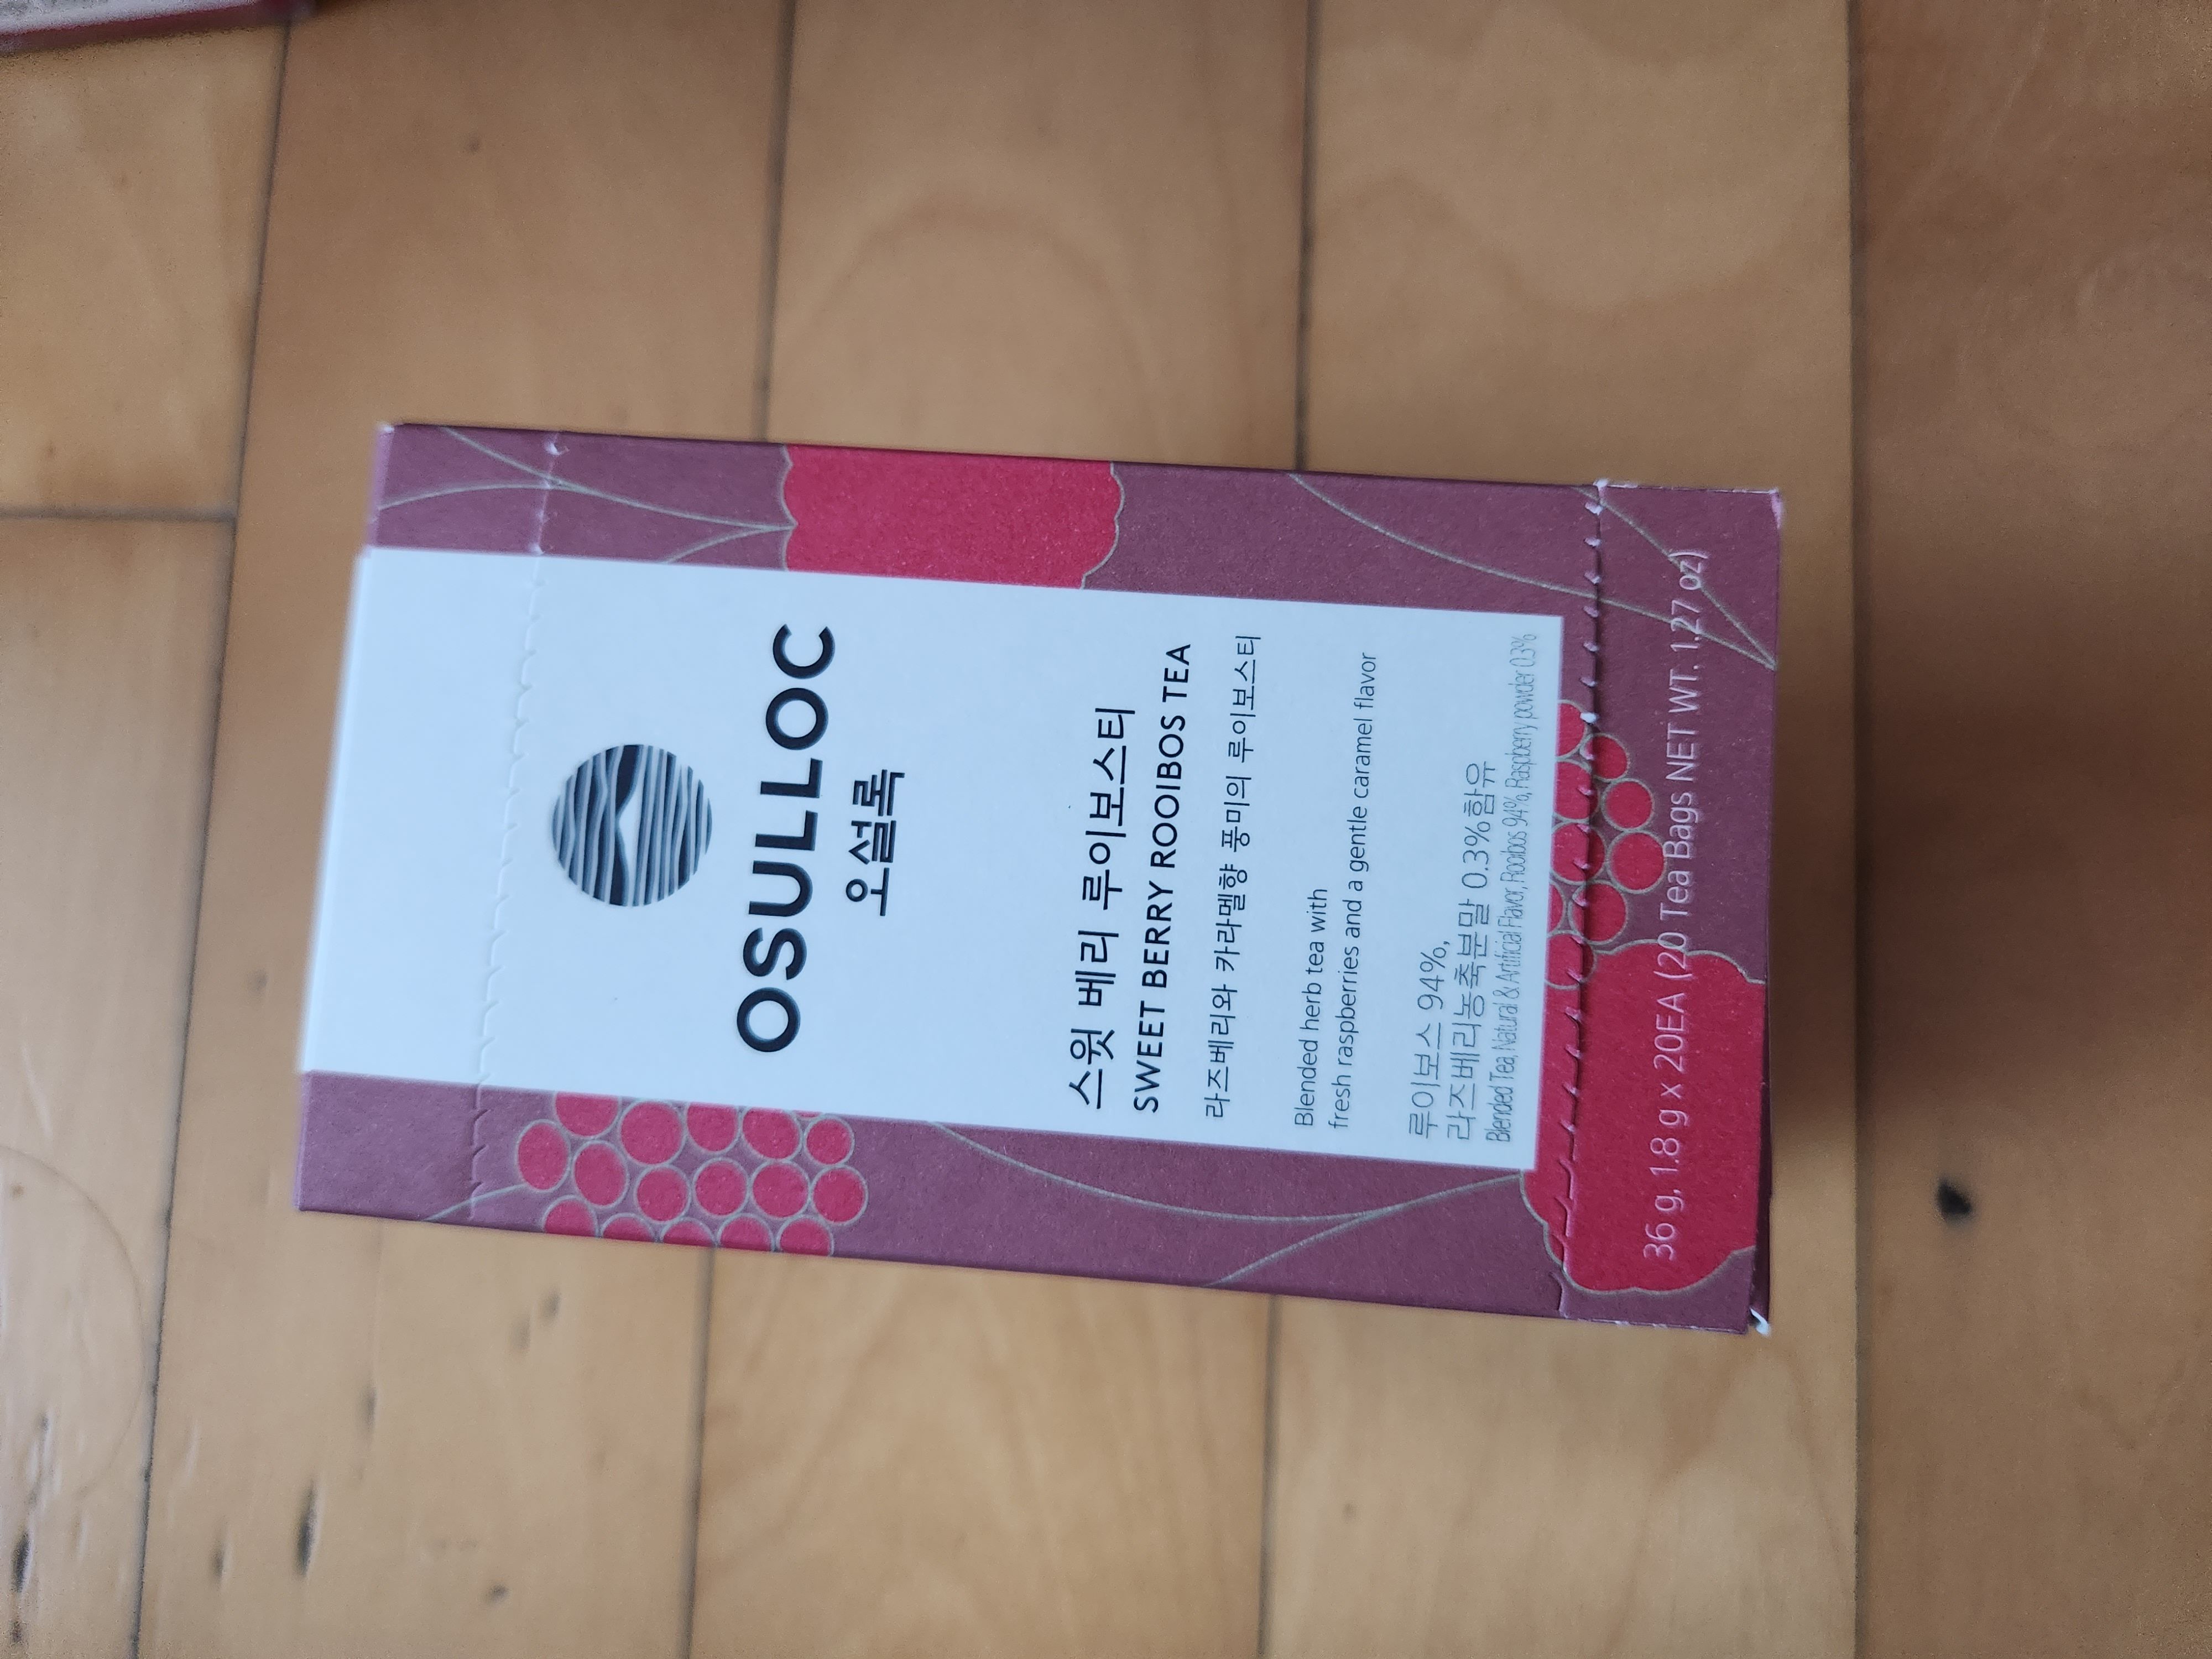 OSULLOC
오설록
스윗 베리 루이보스티
SWEET BERRY ROOIBOS TEA
라즈베리와 카라멜향 풍미의 루이보스티
Blended herb tea with
fresh raspberries and a gentle caramel flavor
루이보스 94%,
라즈베리농축분말 0.3%함유
Blended Tea, Natural & Artificial Flavor, Rooibos 94%, Raspberry powder 0.3%
36 g, 1.8 g x 20EA (20 Tea Bags NET WT. 1.27 oz)